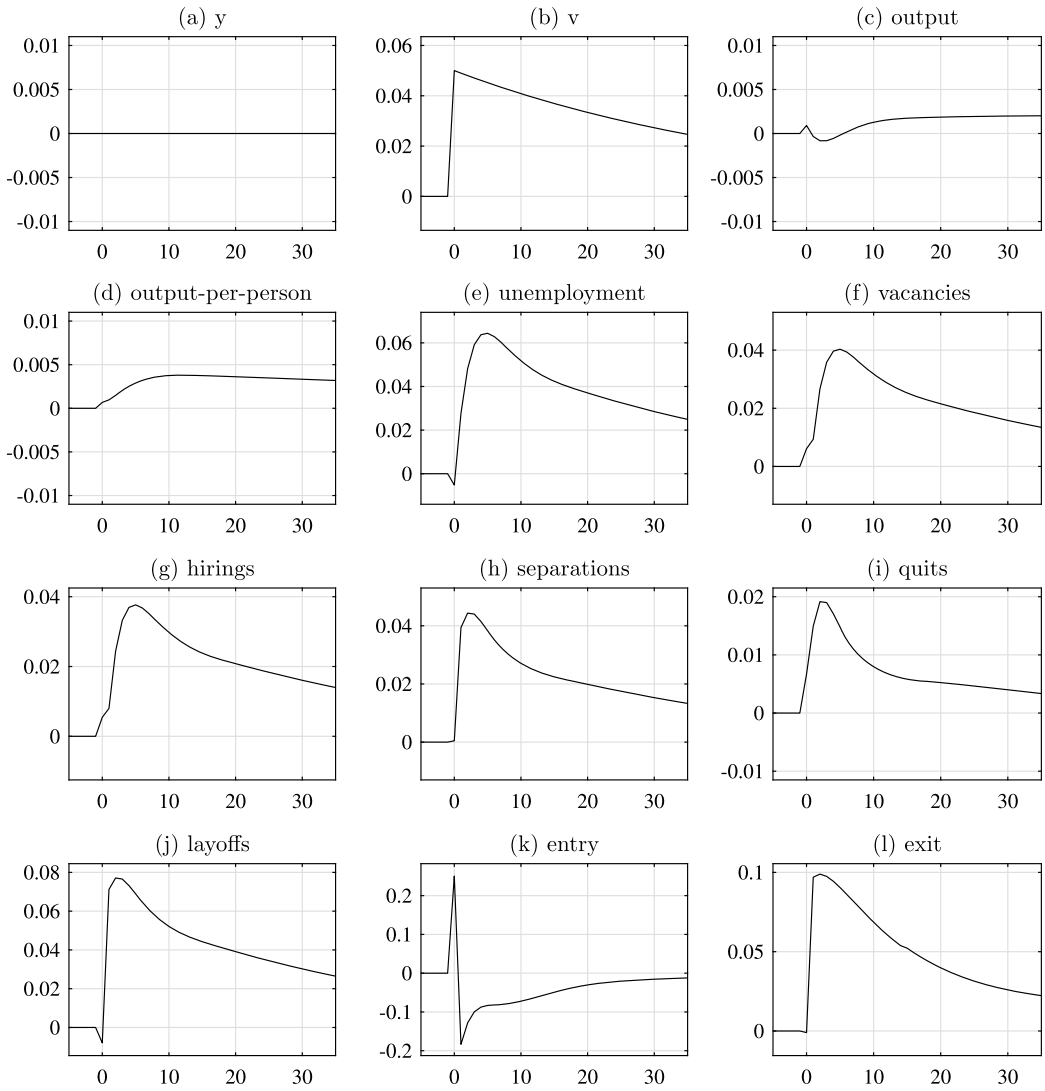 (a) y
0.01
0.005
0
-0.005
-0.01
0 10 20 30
(b) v
0.06
0.04
0.02
0
0 10 20 30
(c) output
0.01
0.005
0
-0.005
-0.01
0 10 20 30
(d) output-per-person
0.01
0.005
0
-0.005
-0.01
0 10 20 30
(e) unemployment
0.06
0.04
0.02
0
0 10 20 30
(f) vacancies
0.04
0.02
0
0 10 20 30
(g) hirings
0.04
0.02
0
0 10 20 30
(h) separations
0.04
0.02
0
0 10 20 30
(i) quits
0.02
0.01
0
-0.01
0 10 20 30
(j) layoffs
0.08
0.06
0.04
0.02
0
0 10 20 30
(k) entry
0.2
0.1
0
-0.1
-0.2
0 10 20 30
(l) exit
0.1
0.05
0
0 10 20 30